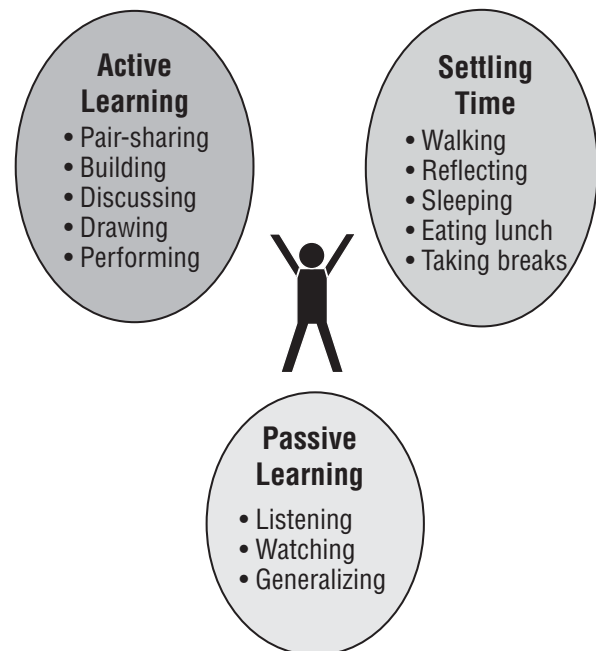 Active
Learning
• Pair-sharing
• Building
• Discussing
• Drawing
• Performing
Settling
Time
• Walking
• Reflecting
• Sleeping
• Eating lunch
• Taking breaks
Passive
Learning
• Listening
• Watching
• Generalizing